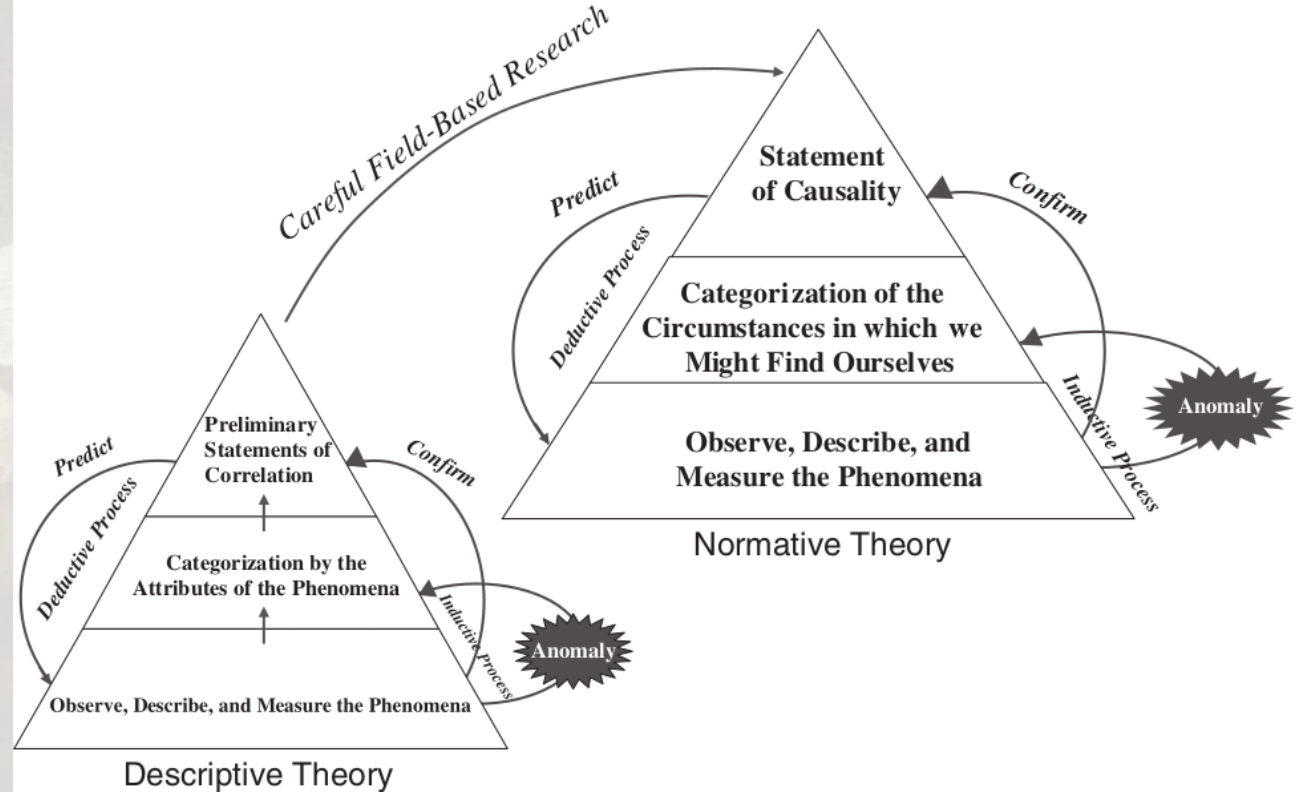 Careful Field-Based Research
Statement
of Causality
Predict
Deductive Process
Confirm
Categorization of the
Circumstances in which we
Might Find Ourselves
Inductive Process
Anomaly
Observe, Describe, and
Measure the Phenomena
Normative Theory
Preliminary
Statements of
Correlation
Predict
Deductive Process
Confirm
Categorization by the
Attributes of the Phenomena
Inductive Process
Anomaly
Observe, Describe, and Measure the Phenomena
Descriptive Theory